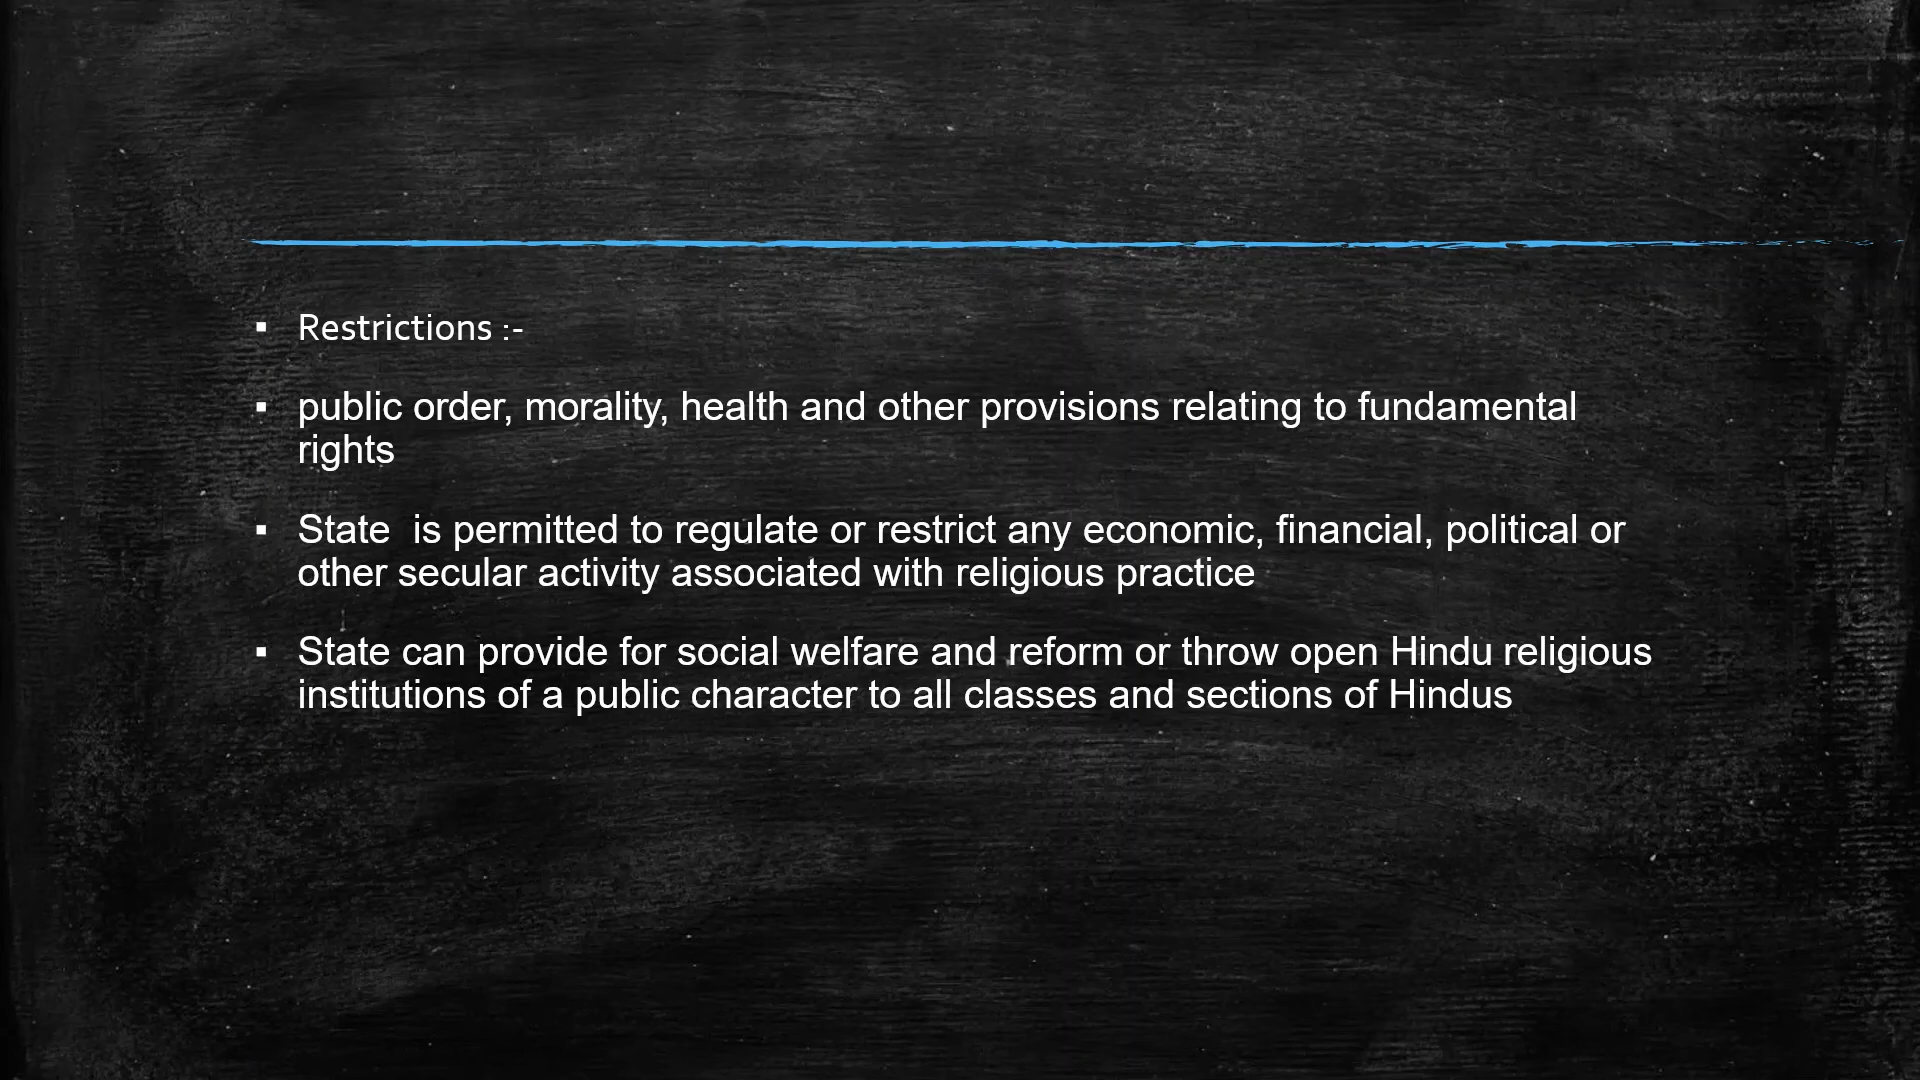 ▪ Restrictions :-
▪ public order, morality, health and other provisions relating to fundamental
rights
▪ State  is permitted to regulate or restrict any economic, financial, political or
other secular activity associated with religious practice
▪ State can provide for social welfare and reform or throw open Hindu religious
institutions of a public character to all classes and sections of Hindus